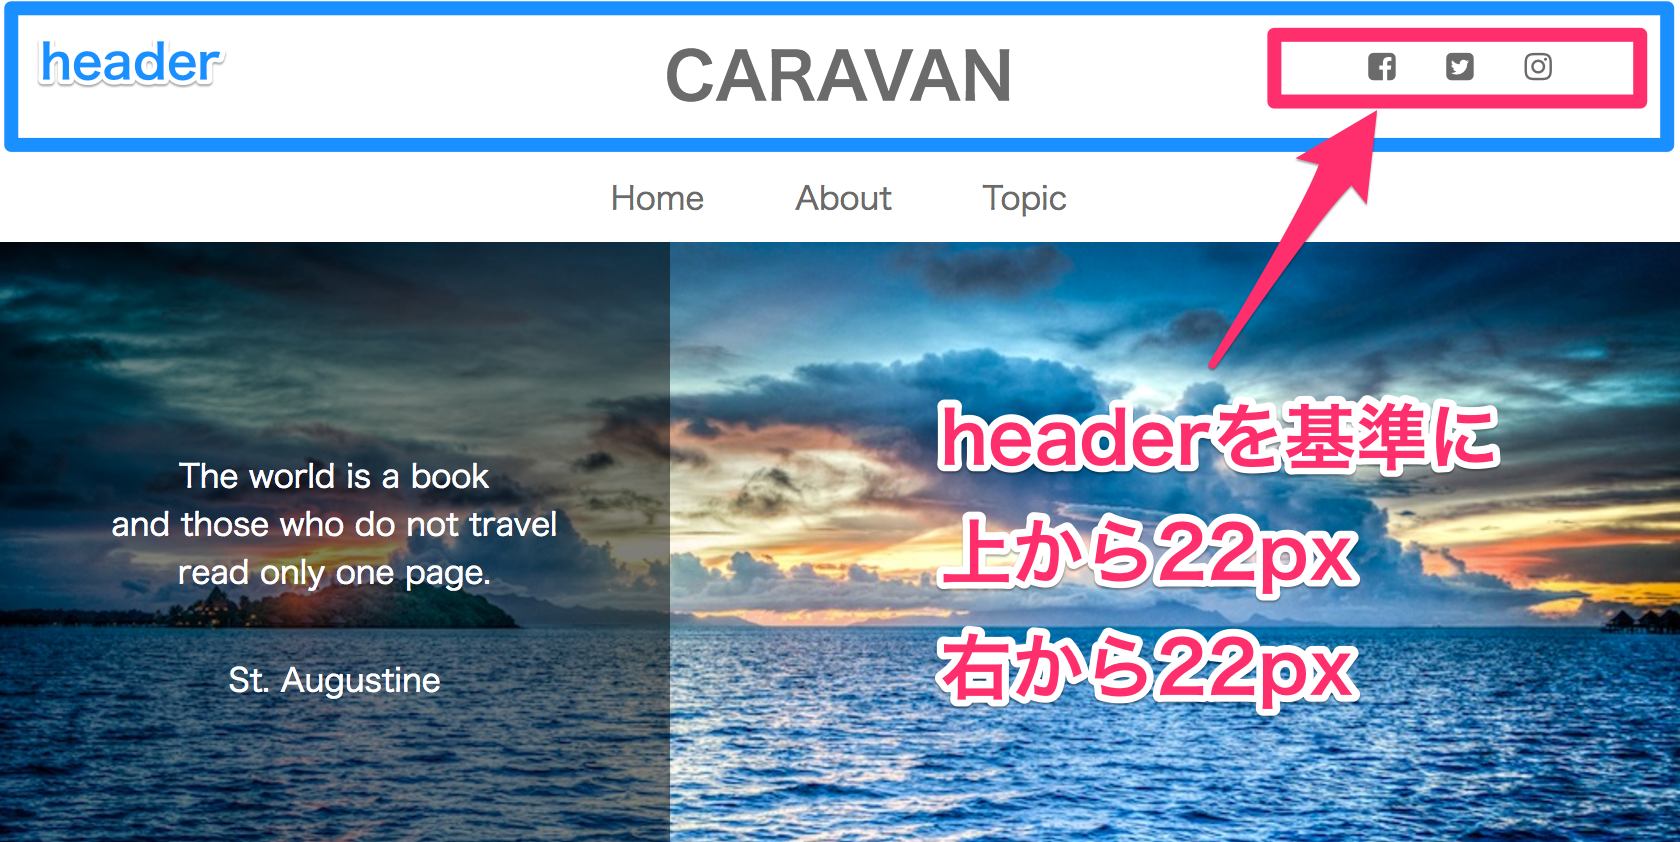 header
CARAVAN
Home About Topic
The world is a book
and those who do not travel
read only one page.
St. Augustine
headerを基準に
上から22px
右から22px